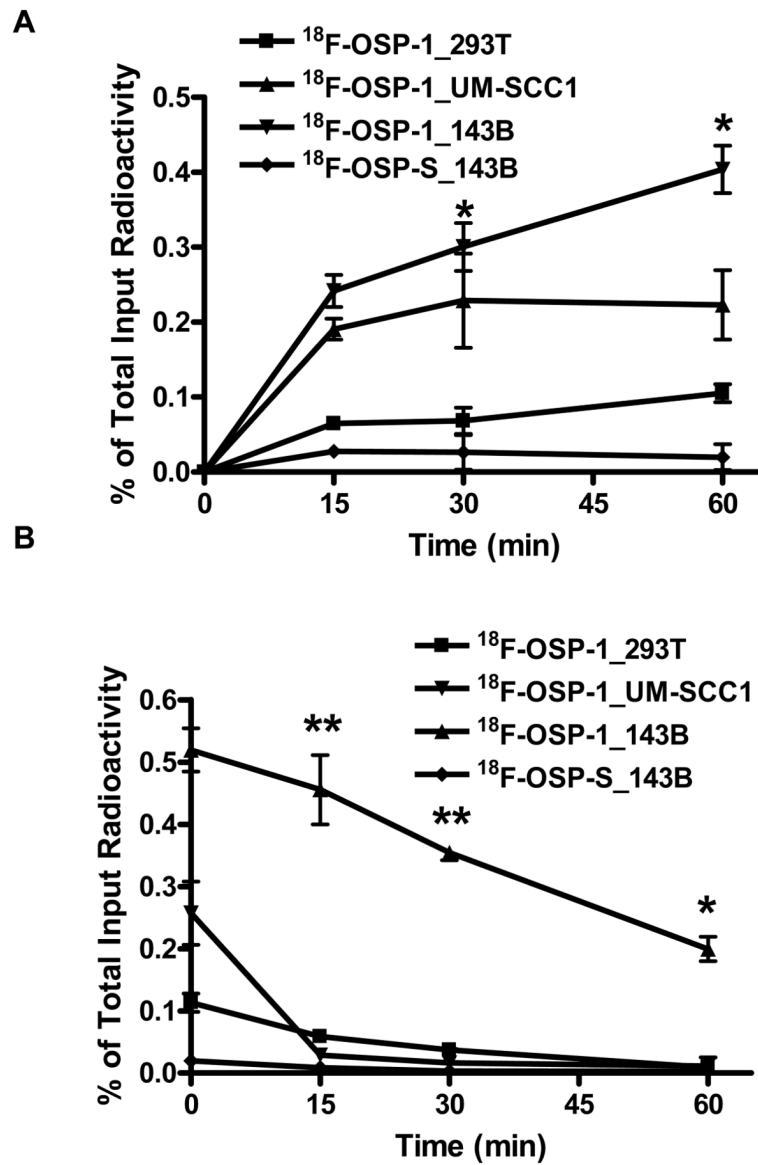 A
¹⁸F-OSP-1_293T
¹⁸F-OSP-1_UM-SCC1
¹⁸F-OSP-1_143B
¹⁸F-OSP-S_143B
% of Total Input Radioactivity
0.5
0.4
0.3
0.2
0.1
0.0
*
*
0 15 30 45 60
Time (min)
B
¹⁸F-OSP-1_293T
¹⁸F-OSP-1_UM-SCC1
¹⁸F-OSP-1_143B
¹⁸F-OSP-S_143B
% of Total Input Radioactivity
0.6
0.5
0.4
0.3
0.2
0.1
0.0
**
**
*
0 15 30 45 60
Time (min)